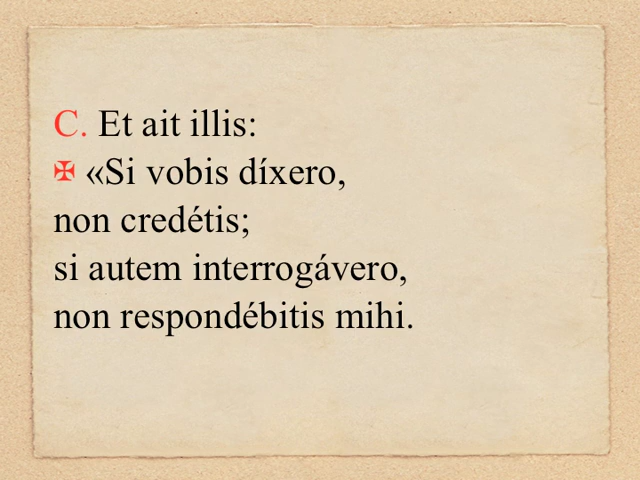 C. Et ait illis:
✠ «Si vobis díxero,
non credétis;
si autem interrogávero,
non respondébitis mihi.